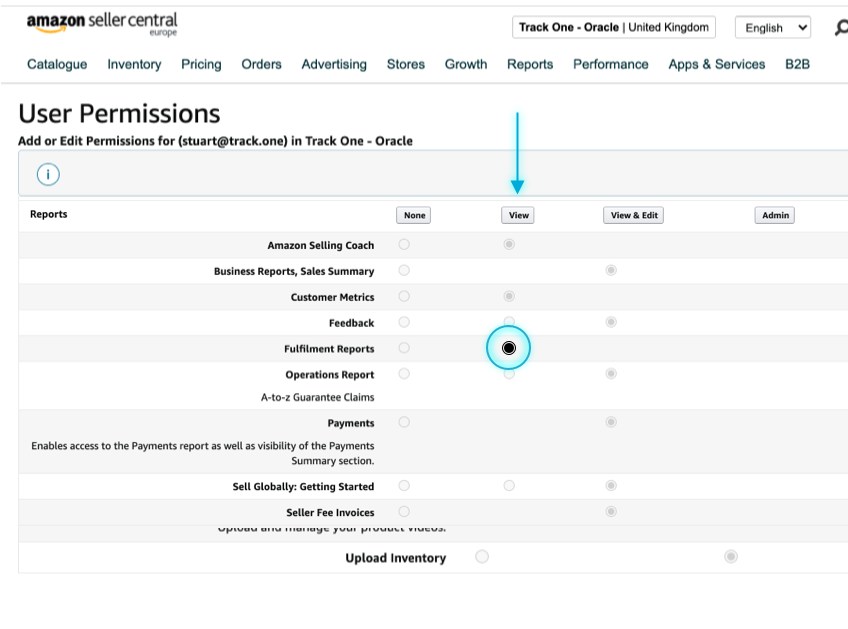 amazon seller central
europe
Track One - Oracle | United Kingdom
English
Catalogue Inventory Pricing Orders Advertising Stores Growth Reports Performance Apps & Services B2B
User Permissions
Add or Edit Permissions for (stuart@track.one) in Track One - Oracle
i
Reports None View View & Edit Admin
Amazon Selling Coach
Business Reports, Sales Summary
Customer Metrics
Feedback
Fulfilment Reports
Operations Report
A-to-z Guarantee Claims
Payments
Enables access to the Payments report as well as visibility of the Payments
Summary section.
Sell Globally: Getting Started
Seller Fee Invoices
Upload and manage your product videos.
Upload Inventory